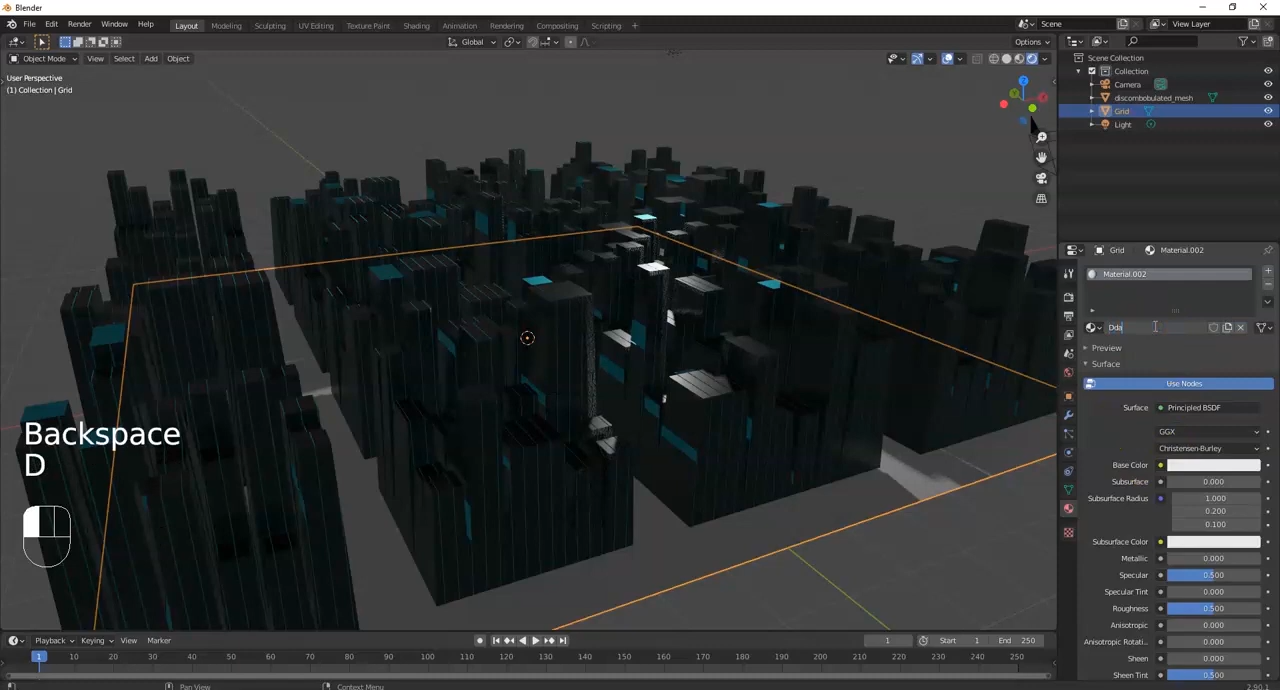 Blender
File Edit Render Window Help Layout Modeling Sculpting UV Editing Texture Paint Shading Animation Rendering Compositing Scripting + Scene View Layer
Global Options
Object Mode View Select Add Object
User Perspective
(1) Collection | Grid
Scene Collection
Collection
Camera
discombobulated_mesh
Grid
Light
Grid Material.002
Material.002
Dda
Preview
Surface
Use Nodes
Surface Principled BSDF
GGX
Christensen-Burley
Base Color
Subsurface 0.000
Subsurface Radius 1.000
0.200
0.100
Subsurface Color
Metallic 0.000
Specular 0.500
Specular Tint 0.000
Roughness 0.500
Anisotropic 0.000
Anisotropic Rotati... 0.000
Sheen 0.000
Sheen Tint 0.500
Backspace
D
Playback Keying View Marker 1 Start 1 End 250
1 10 20 30 40 50 60 70 80 90 100 110 120 130 140 150 160 170 180 190 200 210 220 230 240 250
Pan View Context Menu 2.90.1